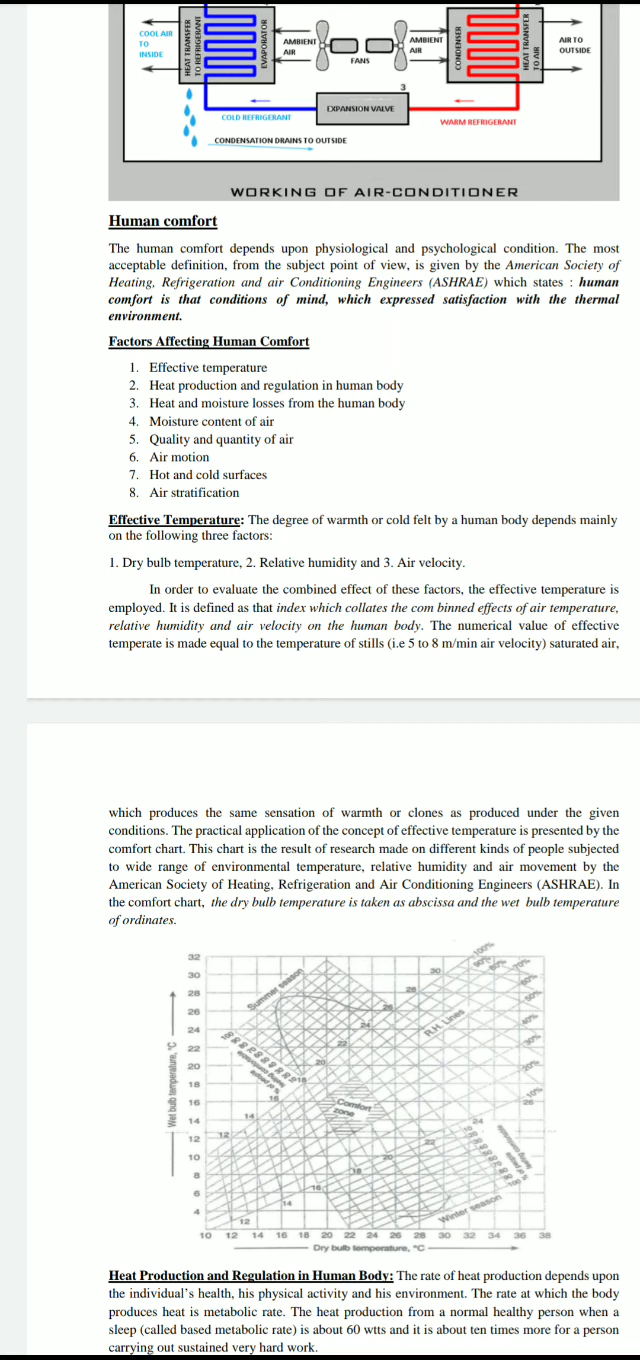 COOL AIR
TO
INSIDE
HEAT TRANSFER
TO REFRIGERANT
EVAPORATOR
AMBIENT
AIR
FANS
AMBIENT
AIR
CONDENSER
HEAT TRANSFER
TO AIR
AIR TO
OUTSIDE
3
EXPANSION VALVE
COLD REFRIGERANT
WARM REFRIGERANT
CONDENSATION DRAINS TO OUTSIDE
WORKING OF AIR-CONDITIONER
Human comfort
The human comfort depends upon physiological and psychological condition. The most
acceptable definition, from the subject point of view, is given by the American Society of
Heating, Refrigeration and air Conditioning Engineers (ASHRAE) which states : human
comfort is that conditions of mind, which expressed satisfaction with the thermal
environment.
Factors Affecting Human Comfort
1. Effective temperature
2. Heat production and regulation in human body
3. Heat and moisture losses from the human body
4. Moisture content of air
5. Quality and quantity of air
6. Air motion
7. Hot and cold surfaces
8. Air stratification
Effective Temperature: The degree of warmth or cold felt by a human body depends mainly
on the following three factors:
1. Dry bulb temperature, 2. Relative humidity and 3. Air velocity.
In order to evaluate the combined effect of these factors, the effective temperature is
employed. It is defined as that index which collates the com binned effects of air temperature,
relative humidity and air velocity on the human body. The numerical value of effective
temperate is made equal to the temperature of stills (i.e 5 to 8 m/min air velocity) saturated air,
which produces the same sensation of warmth or clones as produced under the given
conditions. The practical application of the concept of effective temperature is presented by the
comfort chart. This chart is the result of research made on different kinds of people subjected
to wide range of environmental temperature, relative humidity and air movement by the
American Society of Heating, Refrigeration and Air Conditioning Engineers (ASHRAE). In
the comfort chart, the dry bulb temperature is taken as abscissa and the wet bulb temperature
of ordinates.
32
30
28
26
24
22
20
18
16
14
12
10
8
6
4
Wet bulb temperature, °C
Summer season
R.H. Lines
Comfort
zone
Winter season
100%
90%
80%
70%
60%
50%
40%
30%
20%
10%
10 12 14 16 18 20 22 24 26 28 30 32 34 36 38
Dry bulb temperature, °C
Heat Production and Regulation in Human Body: The rate of heat production depends upon
the individual's health, his physical activity and his environment. The rate at which the body
produces heat is metabolic rate. The heat production from a normal healthy person when a
sleep (called based metabolic rate) is about 60 wtts and it is about ten times more for a person
carrying out sustained very hard work.